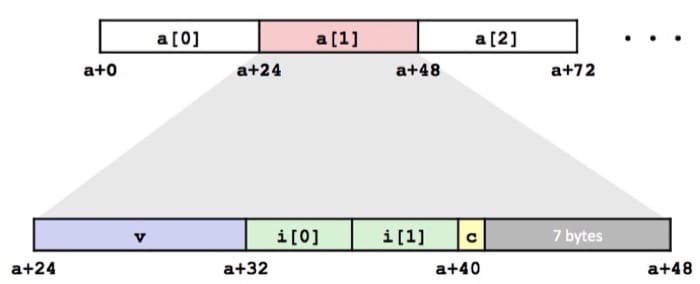 a[0] a[1] a[2] . . .
a+0 a+24 a+48 a+72
v i[0] i[1] c 7 bytes
a+24 a+32 a+40 a+48